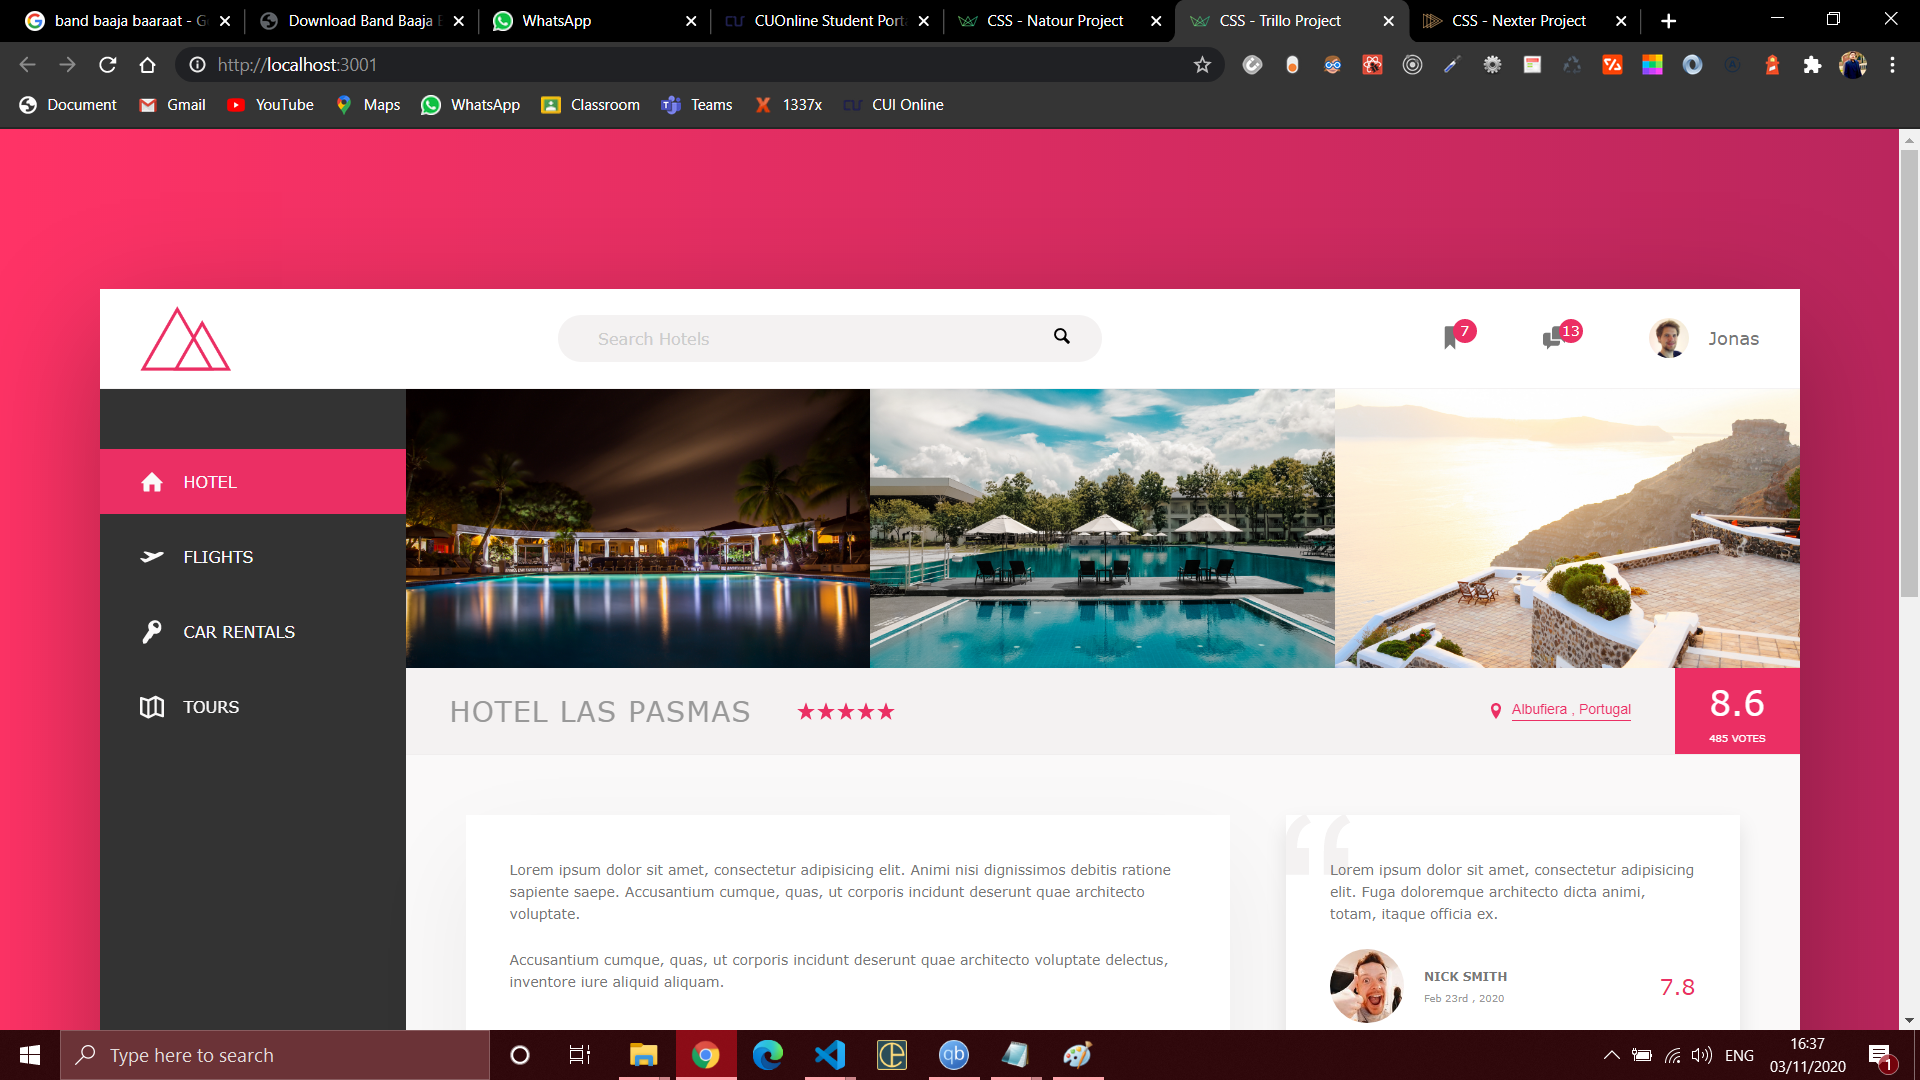 band baaja baaraat - G
Download Band Baaja B
WhatsApp
CUOnline Student Port
CSS - Natour Project
CSS - Trillo Project
CSS - Nexter Project
http://localhost:3001
Document
Gmail
YouTube
Maps
WhatsApp
Classroom
Teams
1337x
CUI Online
Search Hotels
7
13
Jonas
HOTEL
FLIGHTS
CAR RENTALS
TOURS
HOTEL LAS PASMAS
★★★★★
Albufiera , Portugal
8.6
485 VOTES
Lorem ipsum dolor sit amet, consectetur adipisicing elit. Animi nisi dignissimos debitis ratione
sapiente saepe. Accusantium cumque, quas, ut corporis incidunt deserunt quae architecto
voluptate.
Accusantium cumque, quas, ut corporis incidunt deserunt quae architecto voluptate delectus,
inventore iure aliquid aliquam.
“
Lorem ipsum dolor sit amet, consectetur adipisicing
elit. Fuga doloremque architecto dicta animi,
totam, itaque officia ex.
NICK SMITH
Feb 23rd , 2020
7.8
Type here to search
qb
ENG
16:37
03/11/2020
1